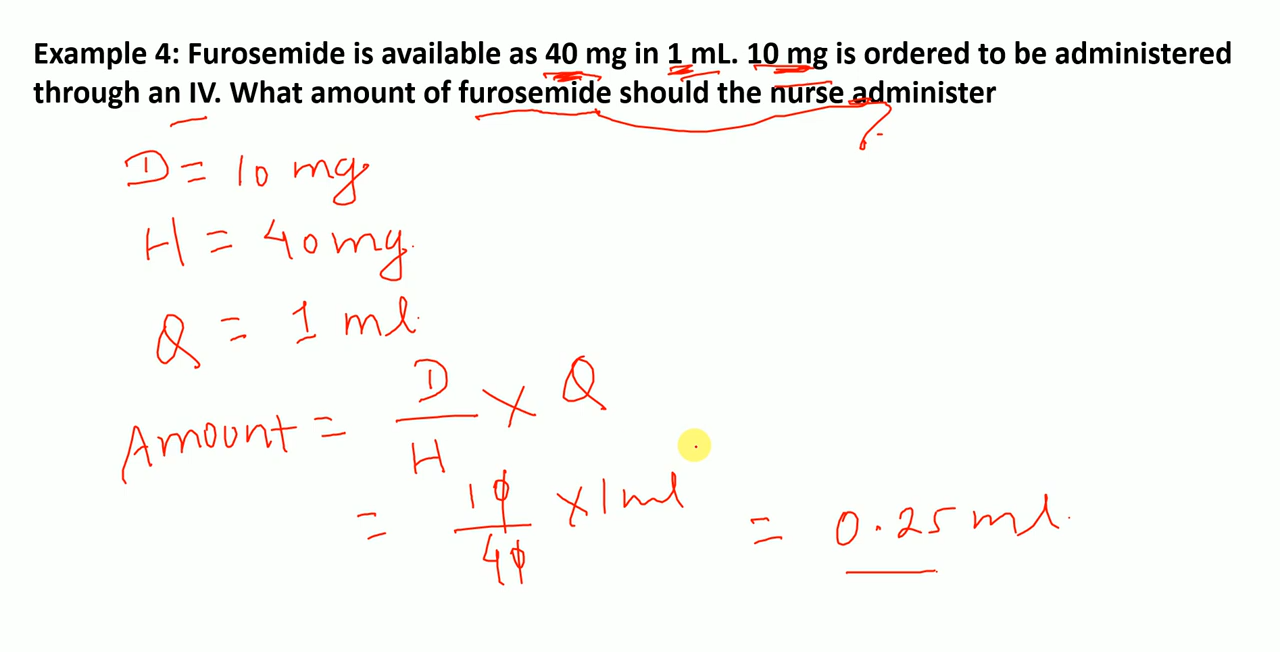 Example 4: Furosemide is available as 40 mg in 1 mL. 10 mg is ordered to be administered
through an IV. What amount of furosemide should the nurse administer
?
D = 10 mg
H = 40 mg.
Q = 1 ml.
Amount = D/H × Q
= 10/40 × 1 ml = 0.25 ml.